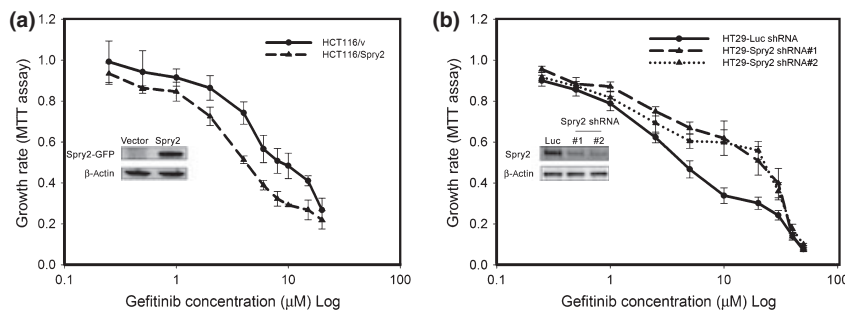 (a)
1.2
1.0
0.8
0.6
0.4
0.2
0.0
Growth rate (MTT assay)
HCT116/v
HCT116/Spry2
Vector Spry2
Spry2-GFP
β-Actin
0.1 1 10 100
Gefitinib concentration (μM) Log
(b)
1.2
1.0
0.8
0.6
0.4
0.2
0.0
Growth rate (MTT assay)
HT29-Luc shRNA
HT29-Spry2 shRNA#1
HT29-Spry2 shRNA#2
Spry2 shRNA
Luc #1 #2
Spry2
β-Actin
0.1 1 10 100
Gefitinib concentration (μM) Log